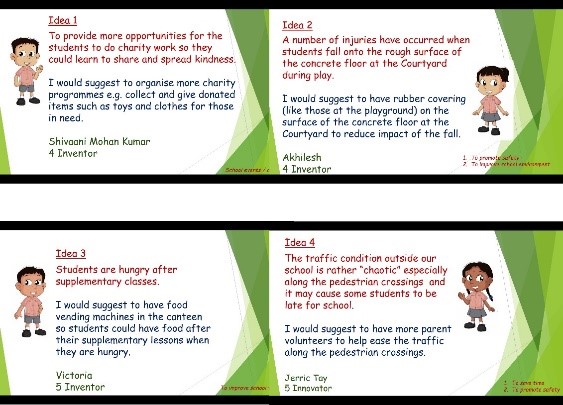 Idea 1
To provide more opportunities for the
students to do charity work so they
could learn to share and spread kindness.
I would suggest to organise more charity
programmes e.g. collect and give donated
items such as toys and clothes for those
in need.
Shivaani Mohan Kumar
4 Inventor
School events /
Idea 2
A number of injuries have occurred when
students fall onto the rough surface of
the concrete floor at the Courtyard
during play.
I would suggest to have rubber covering
(like those at the playground) on the
surface of the concrete floor at the
Courtyard to reduce impact of the fall.
Akhilesh
4 Inventor
1. To promote safety
2. To improve school environment
Idea 3
Students are hungry after
supplementary classes.
I would suggest to have food
vending machines in the canteen
so students could have food after
their supplementary lessons when
they are hungry.
Victoria
5 Inventor
To improve school
Idea 4
The traffic condition outside our
school is rather "chaotic" especially
along the pedestrian crossings and
it may cause some students to be
late for school.
I would suggest to have more parent
volunteers to help ease the traffic
along the pedestrian crossings.
Jerric Tay
5 Innovator
1. To save time
2. To promote safety